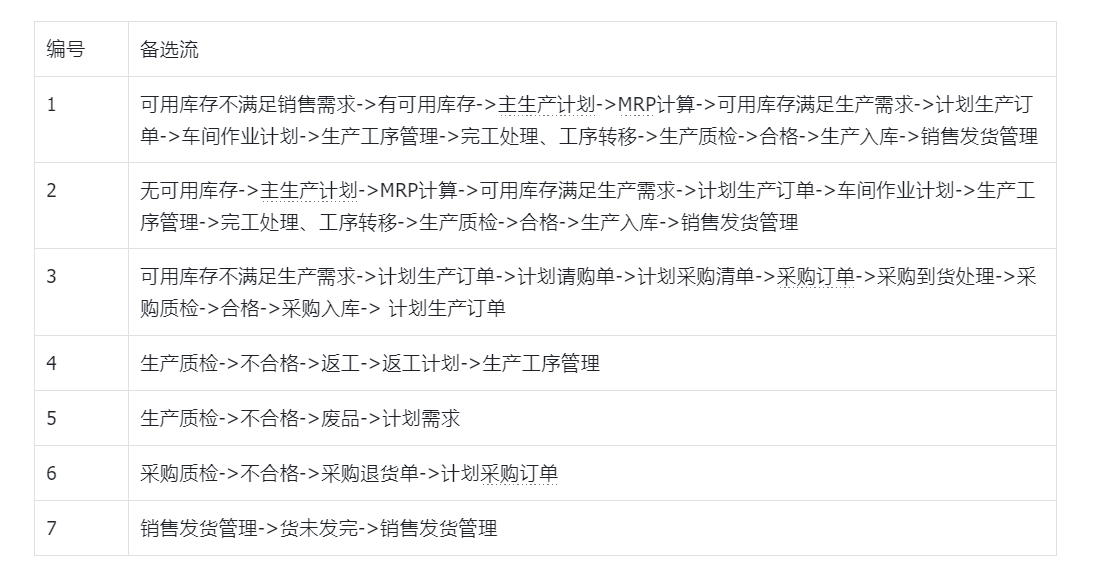 编号 备选流
1 可用库存不满足销售需求->有可用库存->主生产计划->MRP计算->可用库存满足生产需求->计划生产订
单->车间作业计划->生产工序管理->完工处理、工序转移->生产质检->合格->生产入库->销售发货管理
2 无可用库存->主生产计划->MRP计算->可用库存满足生产需求->计划生产订单->车间作业计划->生产工
序管理->完工处理、工序转移->生产质检->合格->生产入库->销售发货管理
3 可用库存不满足生产需求->计划生产订单->计划请购单->计划采购清单->采购订单->采购到货处理->采
购质检->合格->采购入库-> 计划生产订单
4 生产质检->不合格->返工->返工计划->生产工序管理
5 生产质检->不合格->废品->计划需求
6 采购质检->不合格->采购退货单->计划采购订单
7 销售发货管理->货未发完->销售发货管理